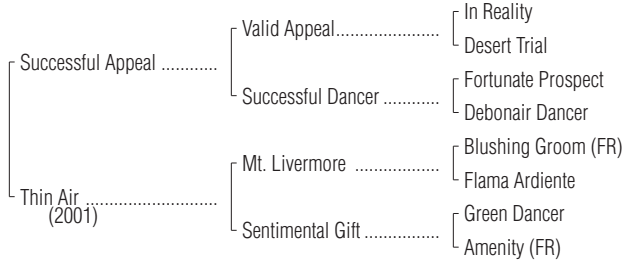 In Reality
Valid Appeal....................
Desert Trial
Successful Appeal ............
Fortunate Prospect
Successful Dancer ............
Debonair Dancer
Blushing Groom (FR)
Mt. Livermore ..................
Flama Ardiente
Thin Air ............................
(2001)
Green Dancer
Sentimental Gift ................
Amenity (FR)